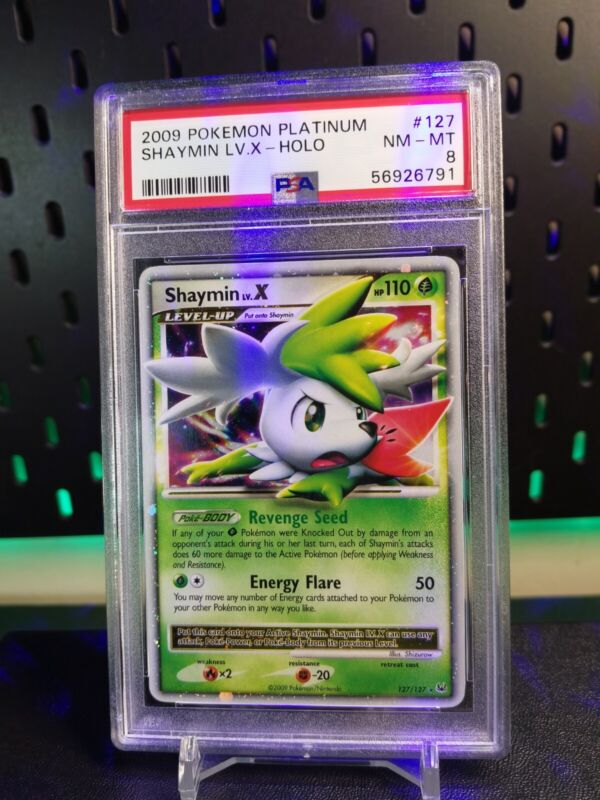 2009 POKEMON PLATINUM #127
SHAYMIN LV.X - HOLO NM - MT
8
PSA 56926791
Shaymin LV.X HP110
LEVEL-UP Put onto Shaymin
Poké-BODY Revenge Seed
If any of your Pokémon were Knocked Out by damage from an
opponent's attack during his or her last turn, each of Shaymin's attacks
does 60 more damage to the Active Pokémon (before applying Weakness
and Resistance).
Energy Flare 50
You may move any number of Energy cards attached to your Pokémon to
your other Pokémon in any way you like.
Put this card onto your Active Shaymin. Shaymin LV.X can use any
attack, Poké-Power, or Poké-Body from its previous Level.
Illus. Shizurow
weakness resistance retreat cost
×2 -20
©2009 Pokémon/Nintendo 127/127